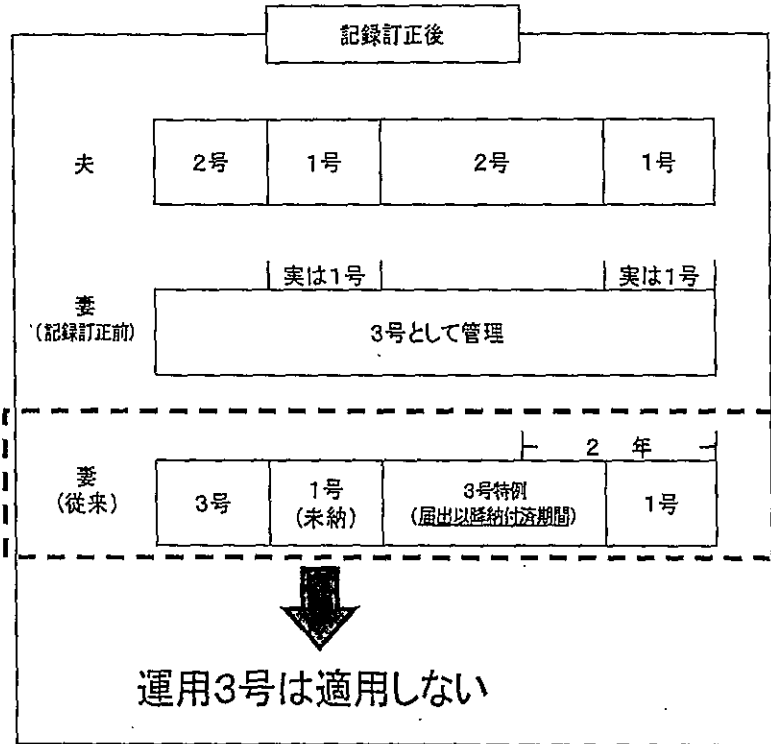 記録訂正後
夫
2号
1号
2号
1号
実は1号
実は1号
妻
(記録訂正前)
3号として管理
2 年
妻
(従来)
3号
1号
(未納)
3号特例
(届出以降納付済期間)
1号
運用3号は適用しない